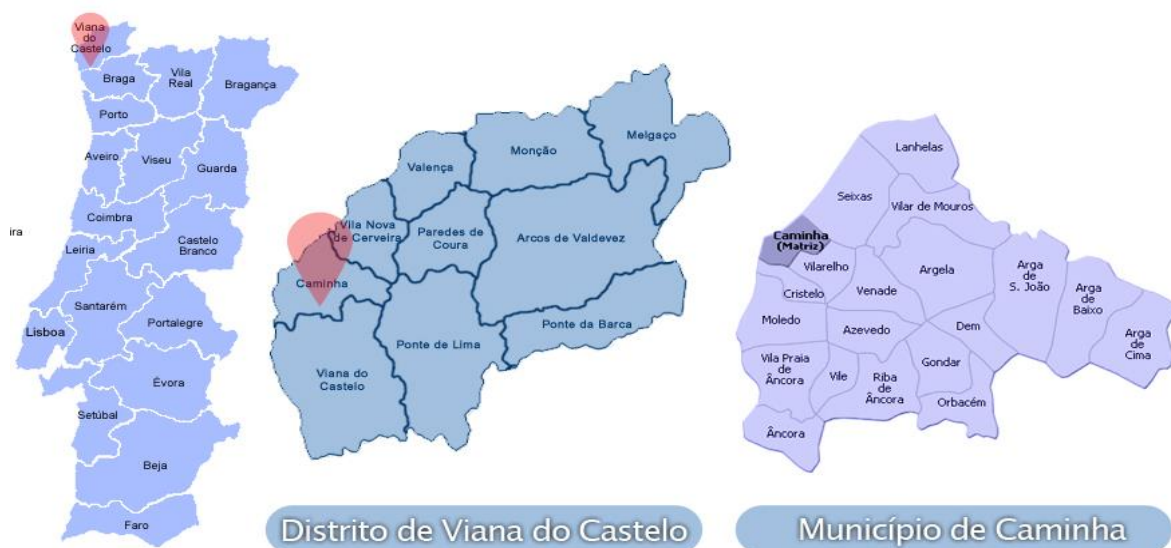 Viana
do
Castelo
Braga
Vila
Real
Bragança
Porto
Aveiro
Viseu
Guarda
Coimbra
ira
Leiria
Castelo
Branco
Santarém
Lisboa
Portalegre
Évora
Setúbal
Beja
Faro
Melgaço
Monção
Valença
Vila Nova
de Cerveira
Paredes de
Coura
Arcos de Valdevez
Caminha
Ponte da Barca
Ponte de Lima
Viana do
Castelo
Distrito de Viana do Castelo
Lanhelas
Seixas
Vilar de Mouros
Caminha
(Matriz)
Vilarelho
Argela
Arga
de
S. João
Cristelo
Venade
Arga
de
Baixo
Moledo
Azevedo
Dem
Arga
de
Cima
Vila Praia
de
Âncora
Vile
Riba
de
Âncora
Gondar
Orbacém
Âncora
Município de Caminha